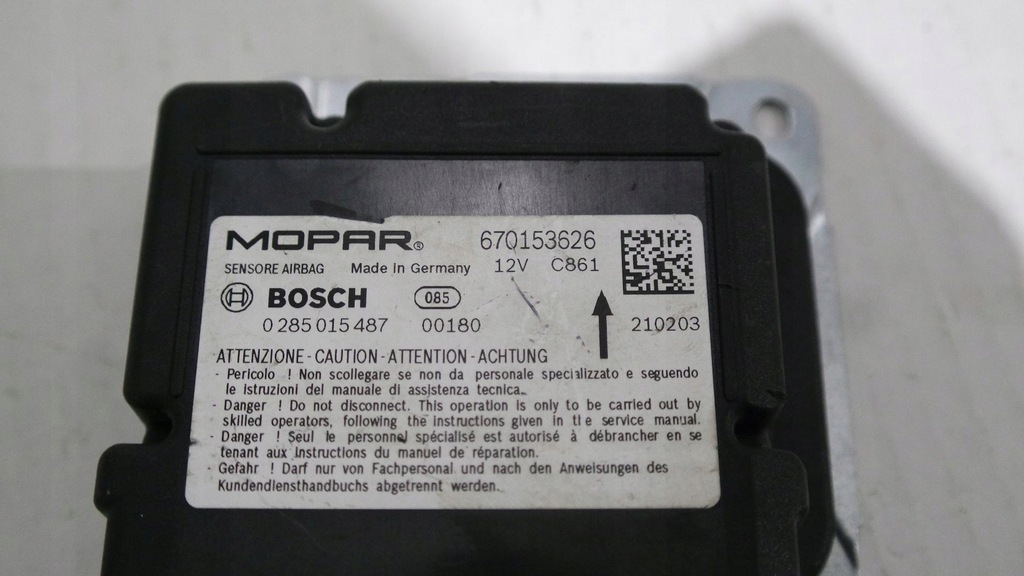 MOPAR® 670153626
SENSORE AIRBAG Made in Germany 12V C861
BOSCH 085
0 285 015 487 00180 210203
ATTENZIONE - CAUTION - ATTENTION - ACHTUNG
- Pericolo ! Non scollegare se non da personale specializzato e seguendo
le istruzioni del manuale di assistenza tecnica.
- Danger ! Do not disconnect. This operation is only to be carried out by
skilled operators, following the instructions given in the service manual.
- Danger ! Seul le personnel spécialisé est autorisé à débrancher en se
tenant aux Instructions du manuel de réparation.
- Gefahr ! Darf nur von Fachpersonal und nach den Anweisungen des
Kundendiensthandbuchs abgetrennt werden.